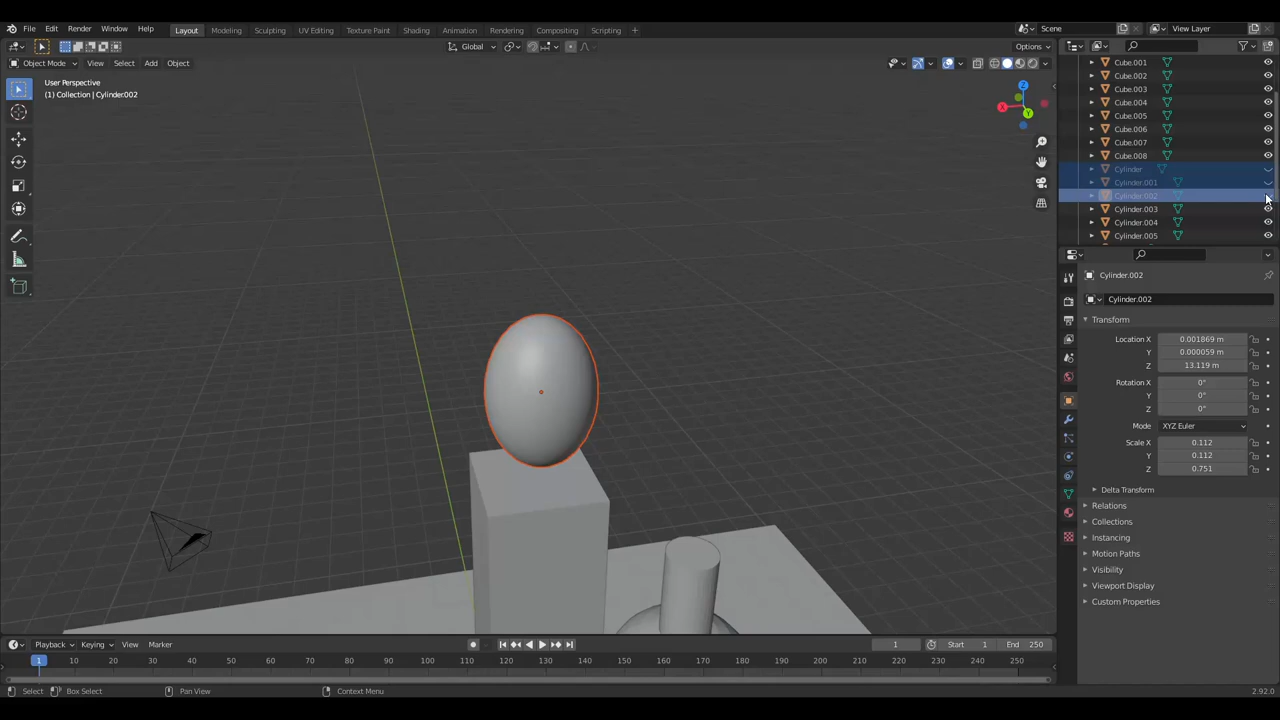 File Edit Render Window Help Layout Modeling Sculpting UV Editing Texture Paint Shading Animation Rendering Compositing Scripting Scene View Layer
Global Options
Object Mode View Select Add Object
User Perspective
(1) Collection | Cylinder.002
X Y Z
Cube.001
Cube.002
Cube.003
Cube.004
Cube.005
Cube.006
Cube.007
Cube.008
Cylinder
Cylinder.001
Cylinder.002
Cylinder.003
Cylinder.004
Cylinder.005
Cylinder.002
Cylinder.002
Transform
Location X 0.001869 m
Y 0.000059 m
Z 13.119 m
Rotation X 0°
Y 0°
Z 0°
Mode XYZ Euler
Scale X 0.112
Y 0.112
Z 0.751
Delta Transform
Relations
Collections
Instancing
Motion Paths
Visibility
Viewport Display
Custom Properties
Playback Keying View Marker 1 Start 1 End 250
1 10 20 30 40 50 60 70 80 90 100 110 120 130 140 150 160 170 180 190 200 210 220 230 240 250
Select Box Select Pan View Context Menu 2.92.0